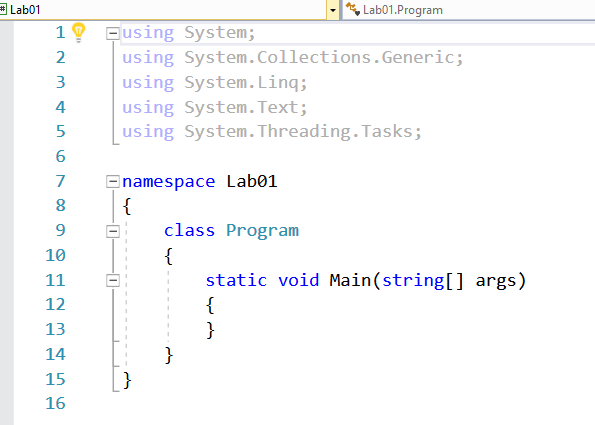 Lab01 Lab01.Program
1 using System;
2 using System.Collections.Generic;
3 using System.Linq;
4 using System.Text;
5 using System.Threading.Tasks;
6
7 namespace Lab01
8 {
9 class Program
10 {
11 static void Main(string[] args)
12 {
13 }
14 }
15 }
16